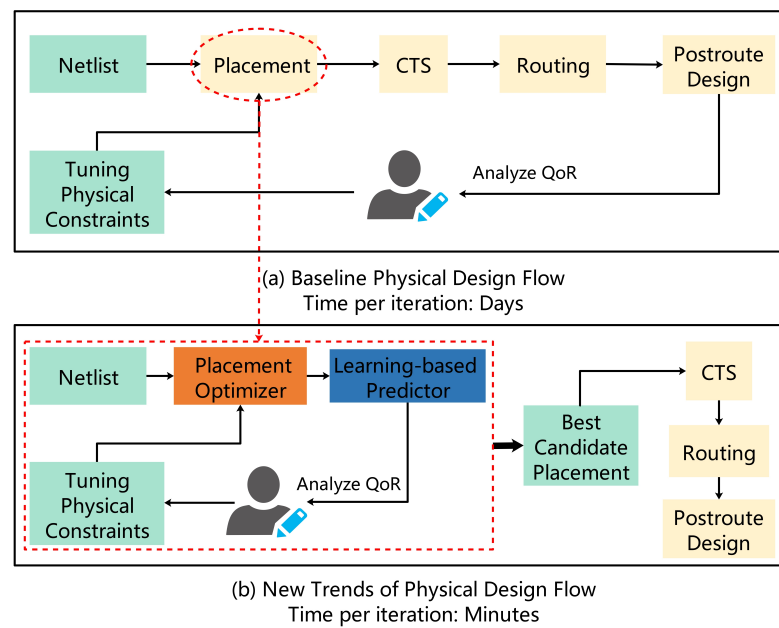 Netlist
Placement
CTS
Routing
Postroute
Design
Tuning
Physical
Constraints
Analyze QoR
(a) Baseline Physical Design Flow
Time per iteration: Days
Netlist
Placement
Optimizer
Learning-based
Predictor
Tuning
Physical
Constraints
Analyze QoR
Best
Candidate
Placement
CTS
Routing
Postroute
Design
(b) New Trends of Physical Design Flow
Time per iteration: Minutes